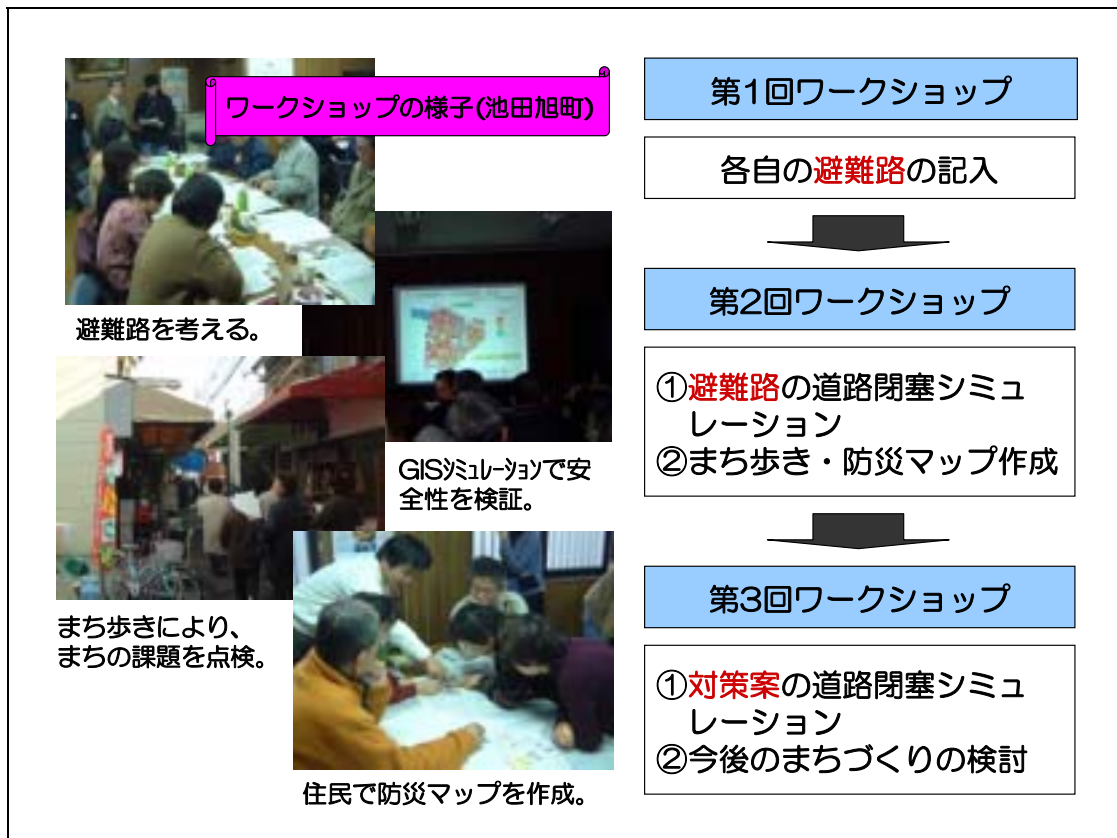 ワークショップの様子(池田旭町)
避難路を考える。
GISｼﾐｭﾚｰｼｮﾝで安
全性を検証。
まち歩きにより、
まちの課題を点検。
住民で防災マップを作成。
第1回ワークショップ
各自の避難路の記入
第2回ワークショップ
①避難路の道路閉塞シミュ
レーション
②まち歩き・防災マップ作成
第3回ワークショップ
①対策案の道路閉塞シミュ
レーション
②今後のまちづくりの検討